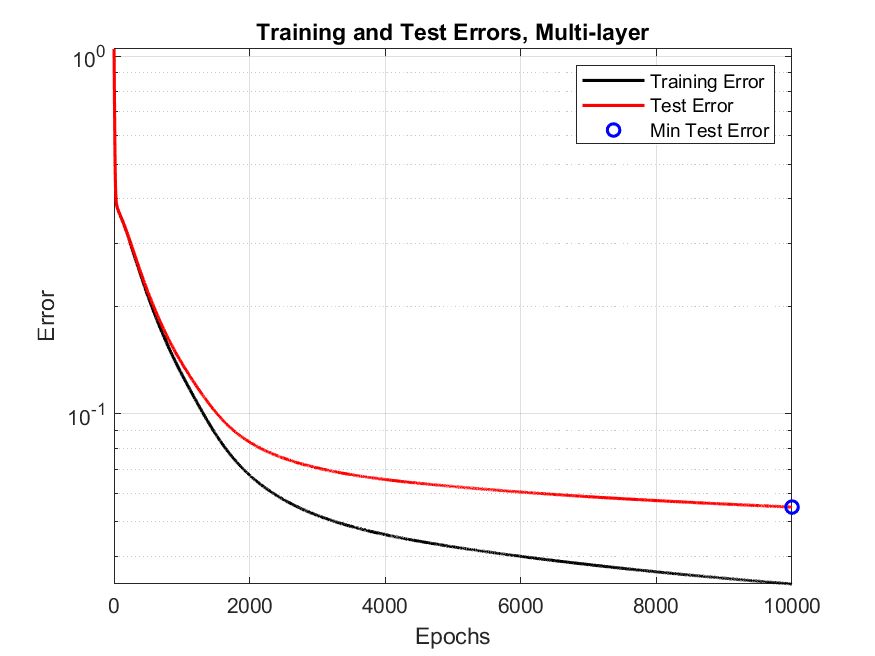 Training and Test Errors, Multi-layer
Training Error
Test Error
Min Test Error
10^0
10^-1
Error
0 2000 4000 6000 8000 10000
Epochs